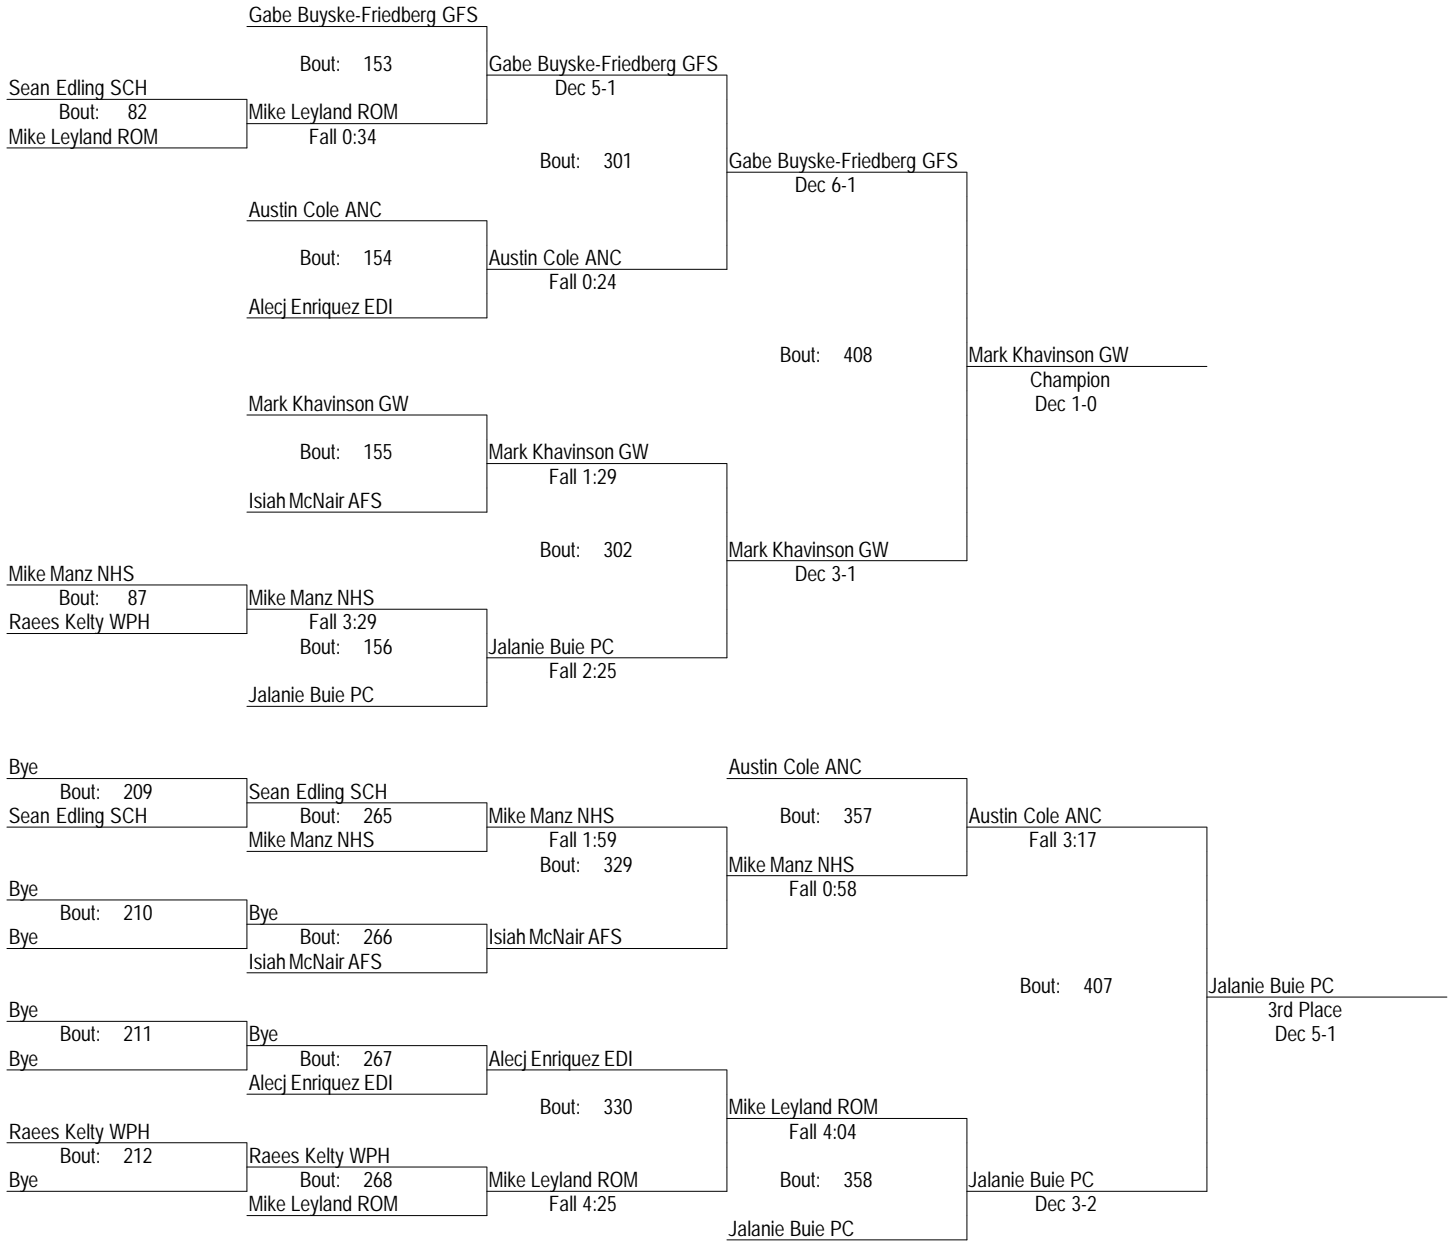 Gabe Buyske-Friedberg GFS
Bout: 153
Gabe Buyske-Friedberg GFS
Sean Edling SCH
Dec 5-1
Bout: 82
Mike Leyland ROM
Mike Leyland ROM
Fall 0:34
Bout: 301
Gabe Buyske-Friedberg GFS
Dec 6-1
Austin Cole ANC
Bout: 154
Austin Cole ANC
Fall 0:24
Alecj Enriquez EDI
Bout: 408
Mark Khavinson GW
Champion
Dec 1-0
Mark Khavinson GW
Bout: 155
Mark Khavinson GW
Fall 1:29
Isiah McNair AFS
Bout: 302
Mark Khavinson GW
Dec 3-1
Mike Manz NHS
Bout: 87
Mike Manz NHS
Raees Kelty WPH
Fall 3:29
Bout: 156
Jalanie Buie PC
Fall 2:25
Jalanie Buie PC
Bye
Austin Cole ANC
Bout: 209
Sean Edling SCH
Sean Edling SCH
Bout: 265
Mike Manz NHS
Bout: 357
Austin Cole ANC
Mike Manz NHS
Fall 1:59
Fall 3:17
Bout: 329
Mike Manz NHS
Fall 0:58
Bye
Bout: 210
Bye
Bye
Bout: 266
Isiah McNair AFS
Isiah McNair AFS
Bout: 407
Jalanie Buie PC
3rd Place
Dec 5-1
Bye
Bout: 211
Bye
Bye
Bout: 267
Alecj Enriquez EDI
Alecj Enriquez EDI
Bout: 330
Mike Leyland ROM
Fall 4:04
Raees Kelty WPH
Bout: 212
Raees Kelty WPH
Bye
Bout: 268
Mike Leyland ROM
Bout: 358
Jalanie Buie PC
Mike Leyland ROM
Fall 4:25
Dec 3-2
Jalanie Buie PC